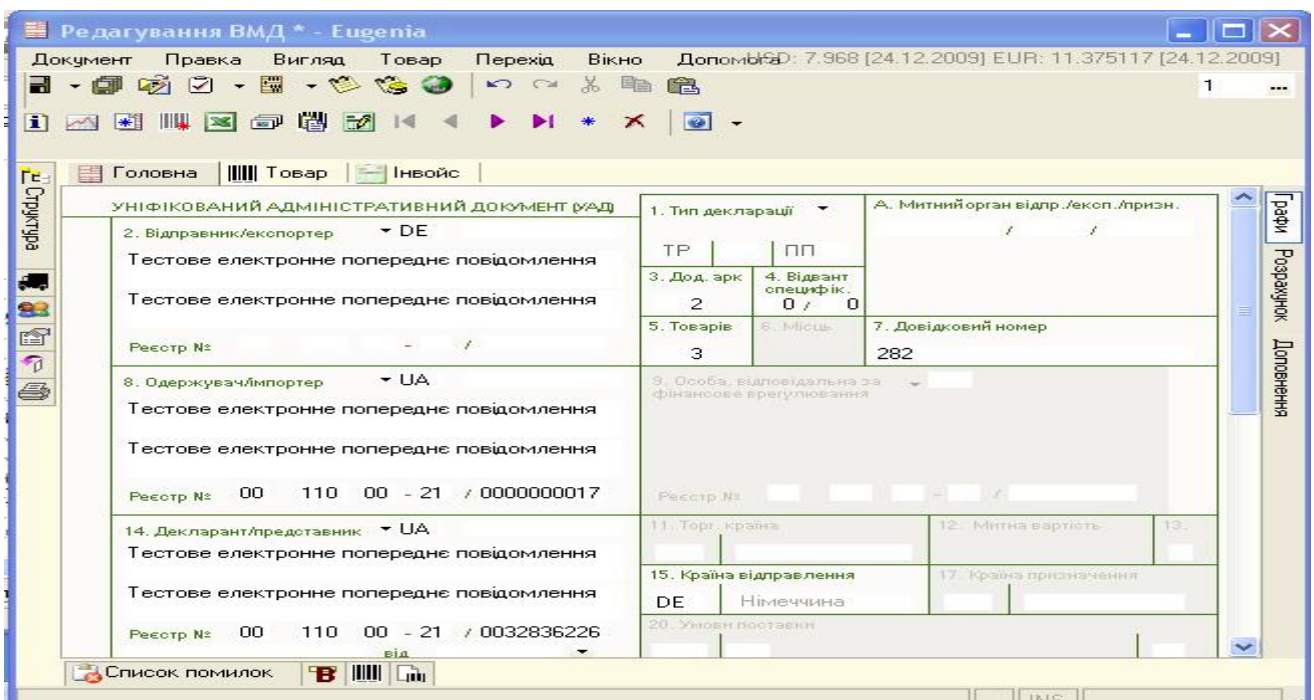 Редагування ВМД * - Eugenia
Документ Правка Вигляд Товар Перехід Вікно Допомога USD: 7.968 [24.12.2009] EUR: 11.375117 [24.12.2009]
1 ...
Головна Товар Інвойс
Структура
Графи Розрахунок Доповнення
УНІФІКОВАНИЙ АДМІНІСТРАТИВНИЙ ДОКУМЕНТ (УАД)
2. Відправник/експортер DE
Тестове електронне попереднє повідомлення
Тестове електронне попереднє повідомлення
Реєстр № - /
1. Тип декларації
ТР ПП
А. Митний орган відпр./експ./призн.
/ /
3. Дод. арк
2
4. Відвант специфік.
0 / 0
5. Товарів
3
6. Місць
7. Довідковий номер
282
8. Одержувач/імпортер UA
Тестове електронне попереднє повідомлення
Тестове електронне попереднє повідомлення
Реєстр № 00 110 00 - 21 / 0000000017
9. Особа, відповідальна за
фінансове врегулювання
Реєстр № - /
14. Декларант/представник UA
Тестове електронне попереднє повідомлення
Тестове електронне попереднє повідомлення
Реєстр № 00 110 00 - 21 / 0032836226
від
11. Торг. країна
12. Митна вартість
13.
15. Країна відправлення
DE Німеччина
17. Країна призначення
20. Умови поставки
Список помилок
INS